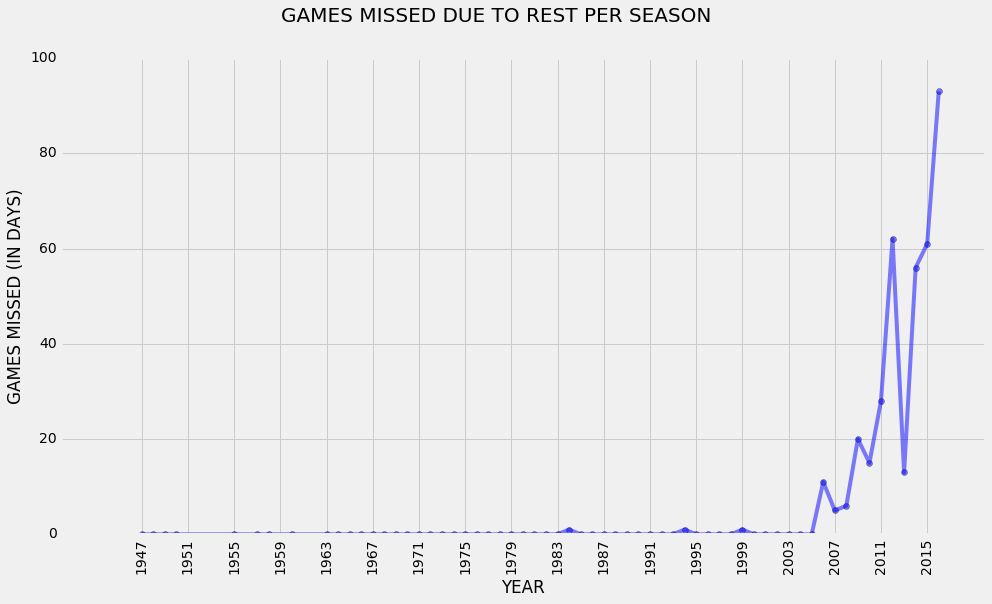 GAMES MISSED DUE TO REST PER SEASON
100
80
60
40
20
0
GAMES MISSED (IN DAYS)
1947 1951 1955 1959 1963 1967 1971 1975 1979 1983 1987 1991 1995 1999 2003 2007 2011 2015
YEAR